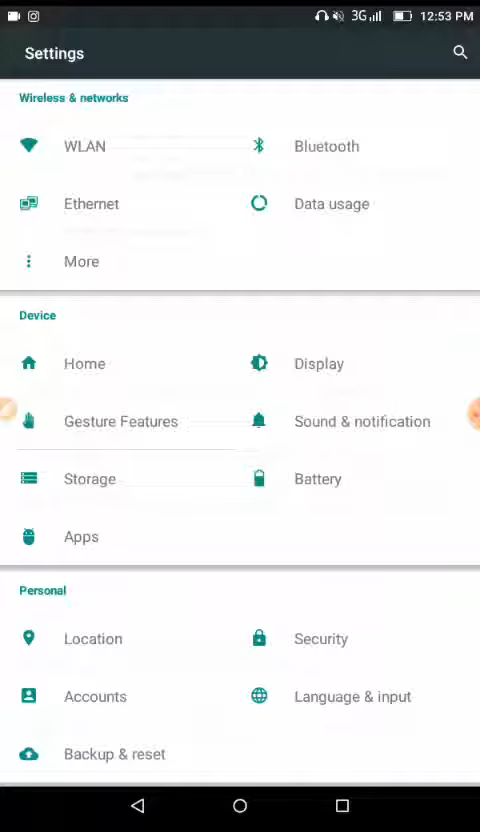 3G 12:53 PM
Settings
Wireless & networks
WLAN Bluetooth
Ethernet Data usage
More
Device
Home Display
Gesture Features Sound & notification
Storage Battery
Apps
Personal
Location Security
Accounts Language & input
Backup & reset